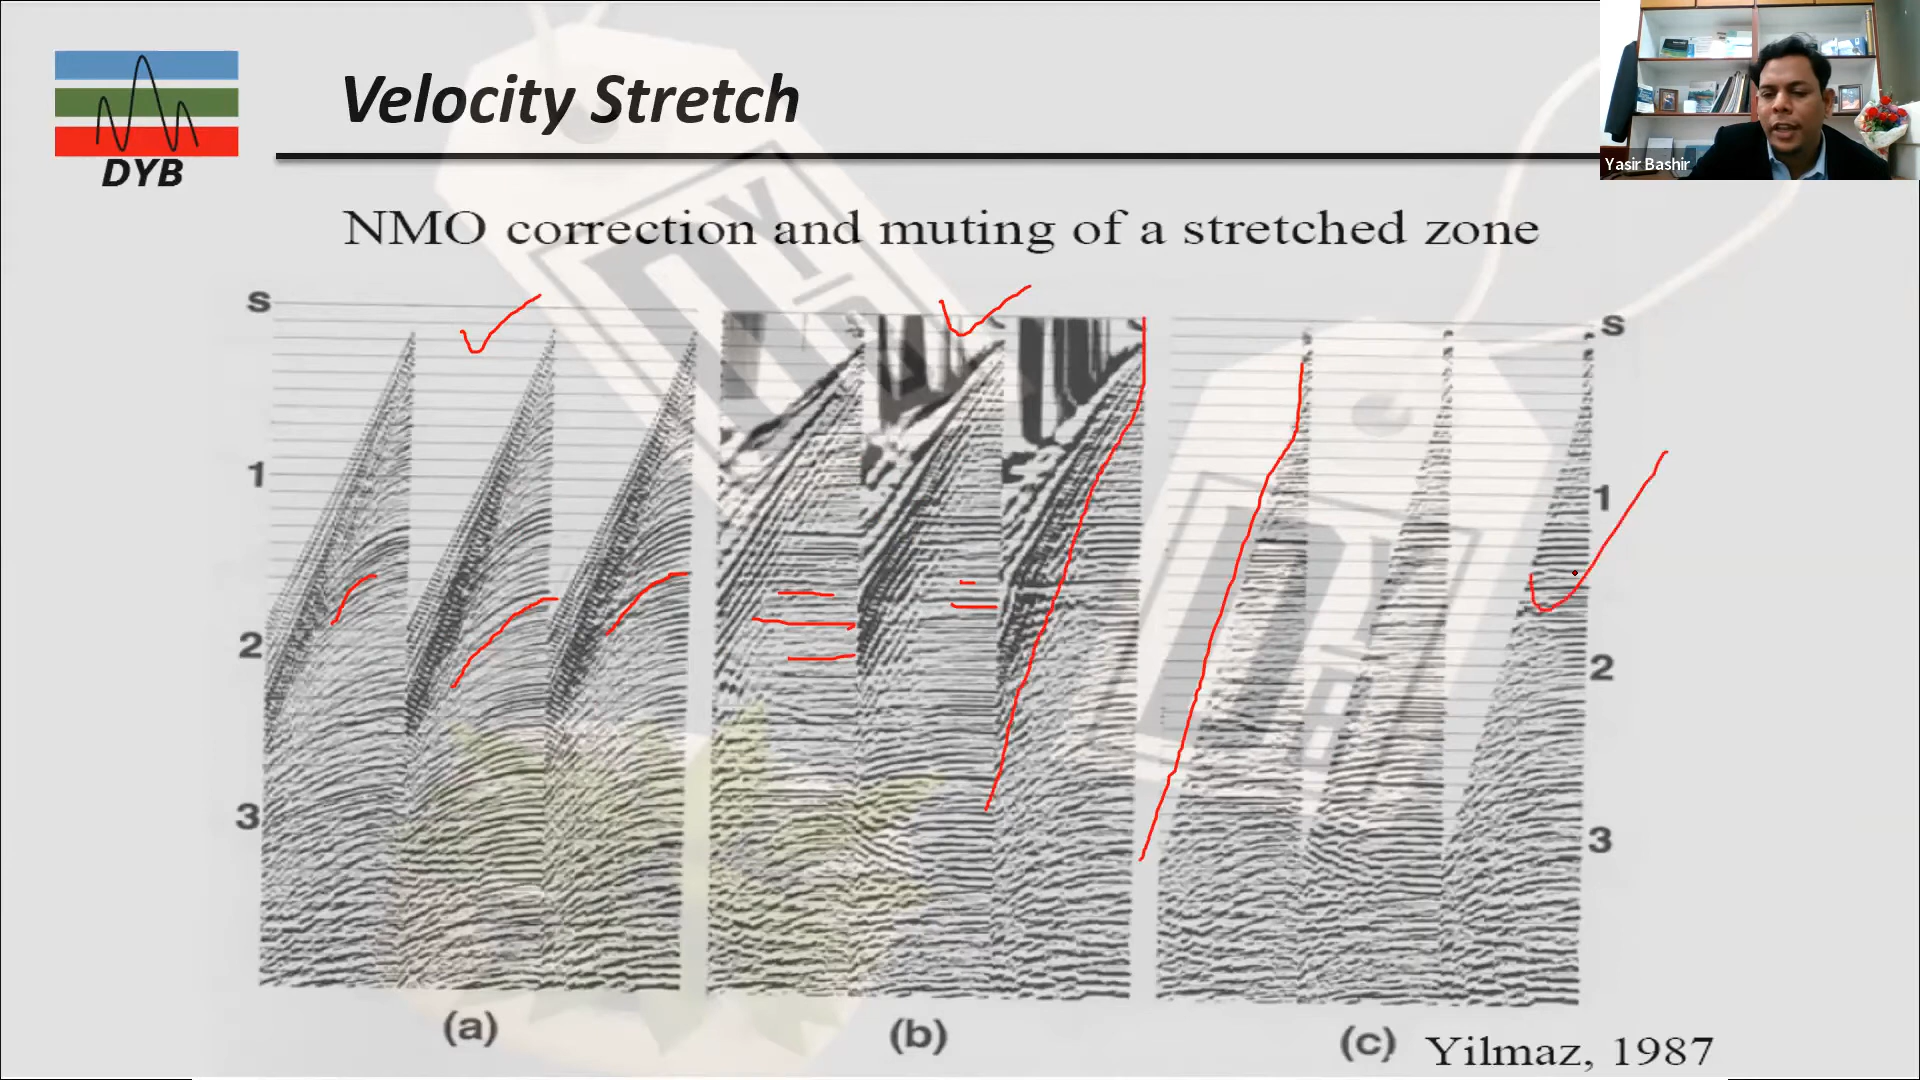 Velocity Stretch
DYB
Yasir Bashir
NMO correction and muting of a stretched zone
s
s
1
1
2
2
3
3
(a)
(b)
(c)
Yilmaz, 1987